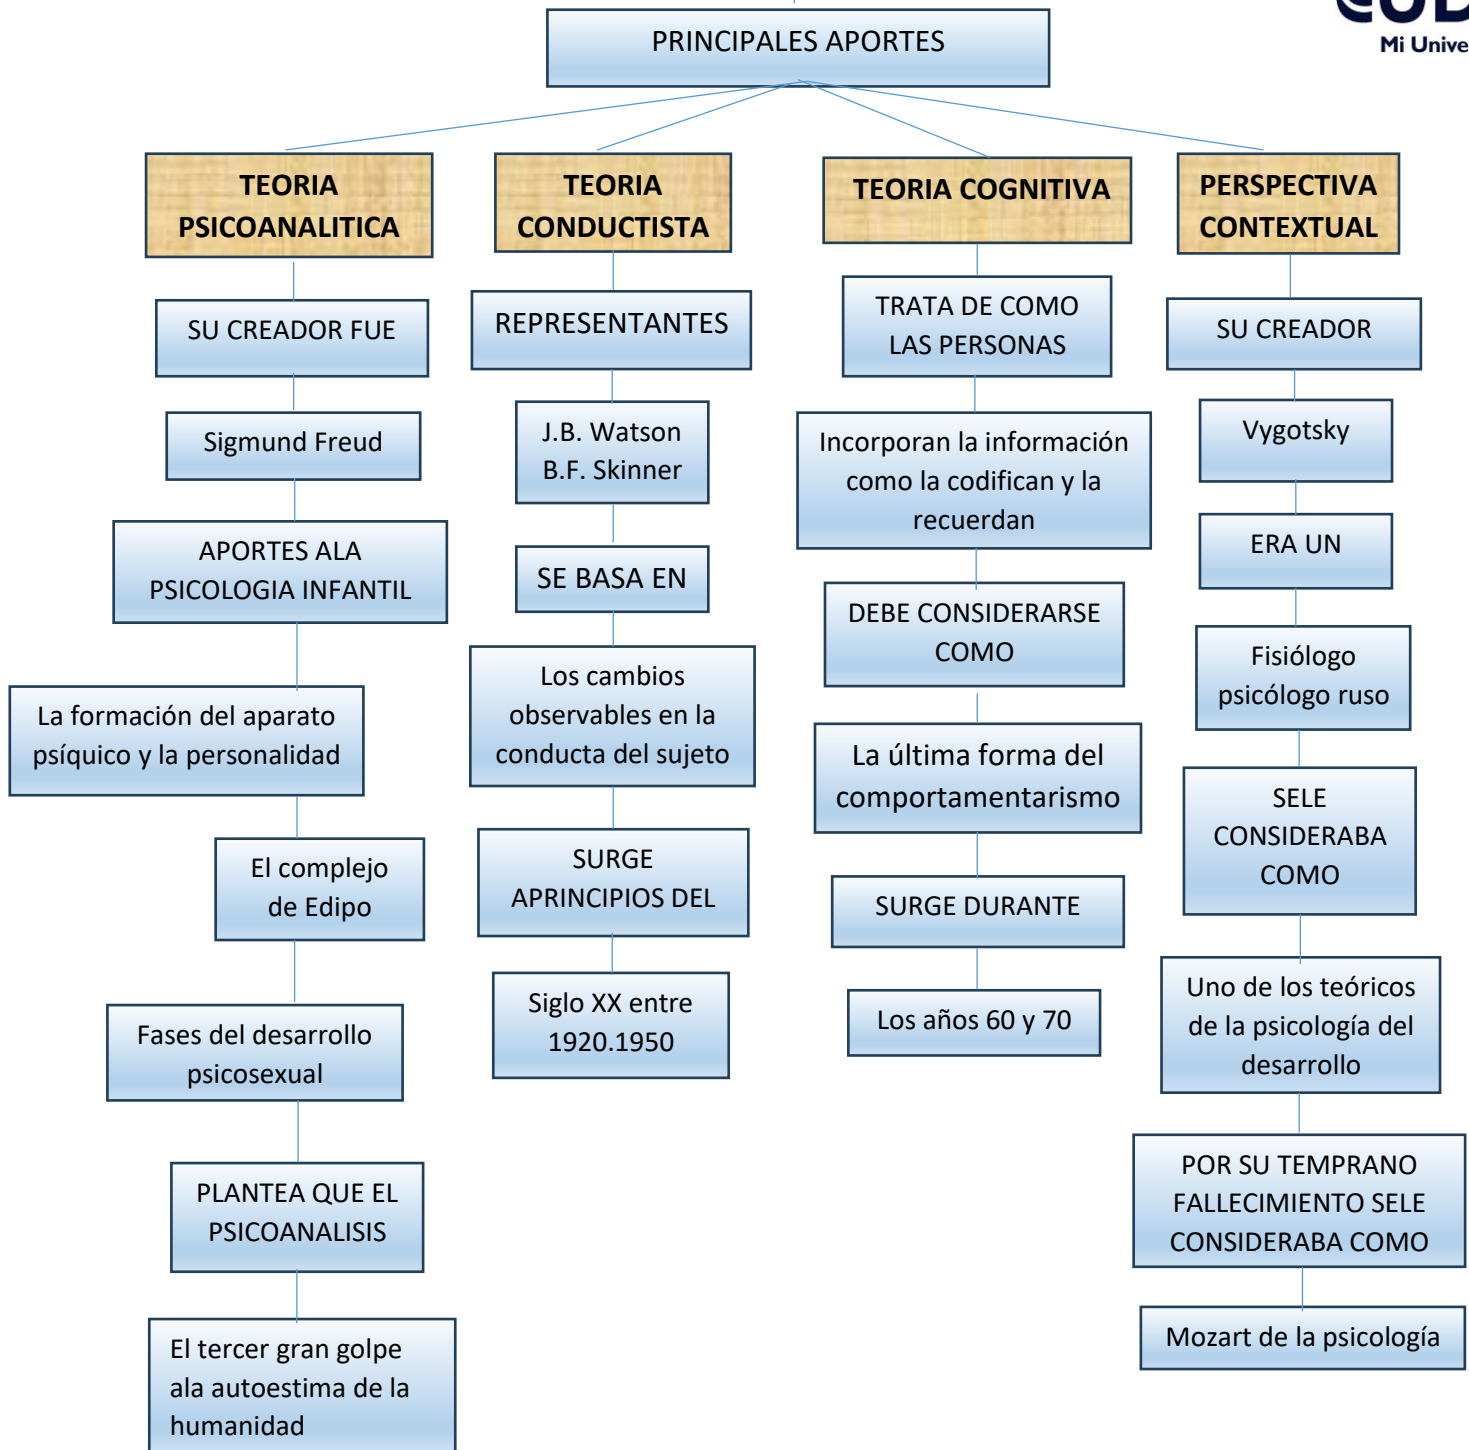 Mi Unive
PRINCIPALES APORTES
TEORIA
PSICOANALITICA
SU CREADOR FUE
Sigmund Freud
APORTES ALA
PSICOLOGIA INFANTIL
La formación del aparato
psíquico y la personalidad
El complejo
de Edipo
Fases del desarrollo
psicosexual
PLANTEA QUE EL
PSICOANALISIS
El tercer gran golpe
ala autoestima de la
humanidad
TEORIA
CONDUCTISTA
REPRESENTANTES
J.B. Watson
B.F. Skinner
SE BASA EN
Los cambios
observables en la
conducta del sujeto
SURGE
APRINCIPIOS DEL
Siglo XX entre
1920.1950
TEORIA COGNITIVA
TRATA DE COMO
LAS PERSONAS
Incorporan la información
como la codifican y la
recuerdan
DEBE CONSIDERARSE
COMO
La última forma del
comportamentarismo
SURGE DURANTE
Los años 60 y 70
PERSPECTIVA
CONTEXTUAL
SU CREADOR
Vygotsky
ERA UN
Fisiólogo
psicólogo ruso
SELE
CONSIDERABA
COMO
Uno de los teóricos
de la psicología del
desarrollo
POR SU TEMPRANO
FALLECIMIENTO SELE
CONSIDERABA COMO
Mozart de la psicología